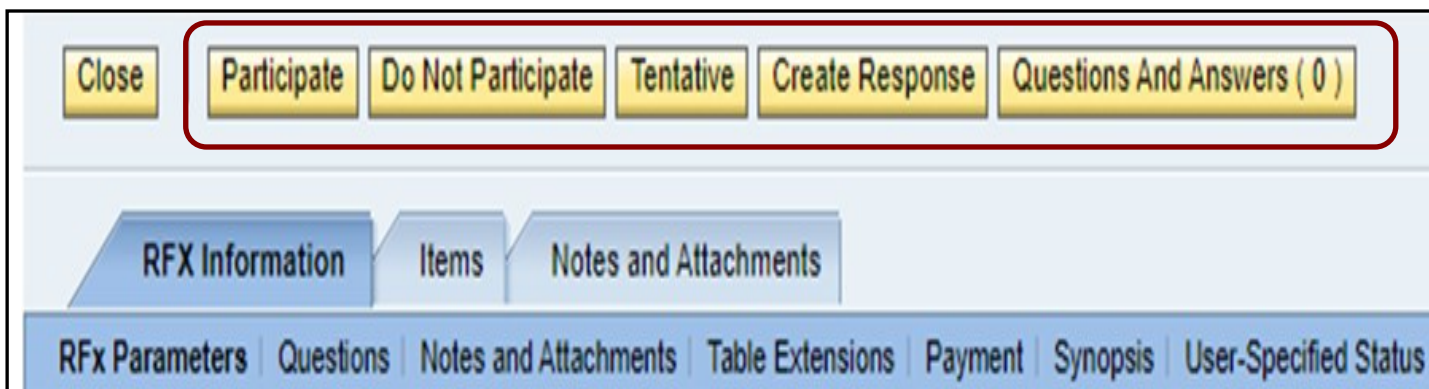 Close Participate Do Not Participate Tentative Create Response Questions And Answers ( 0 )
RFX Information Items Notes and Attachments
RFx Parameters Questions Notes and Attachments Table Extensions Payment Synopsis User-Specified Status